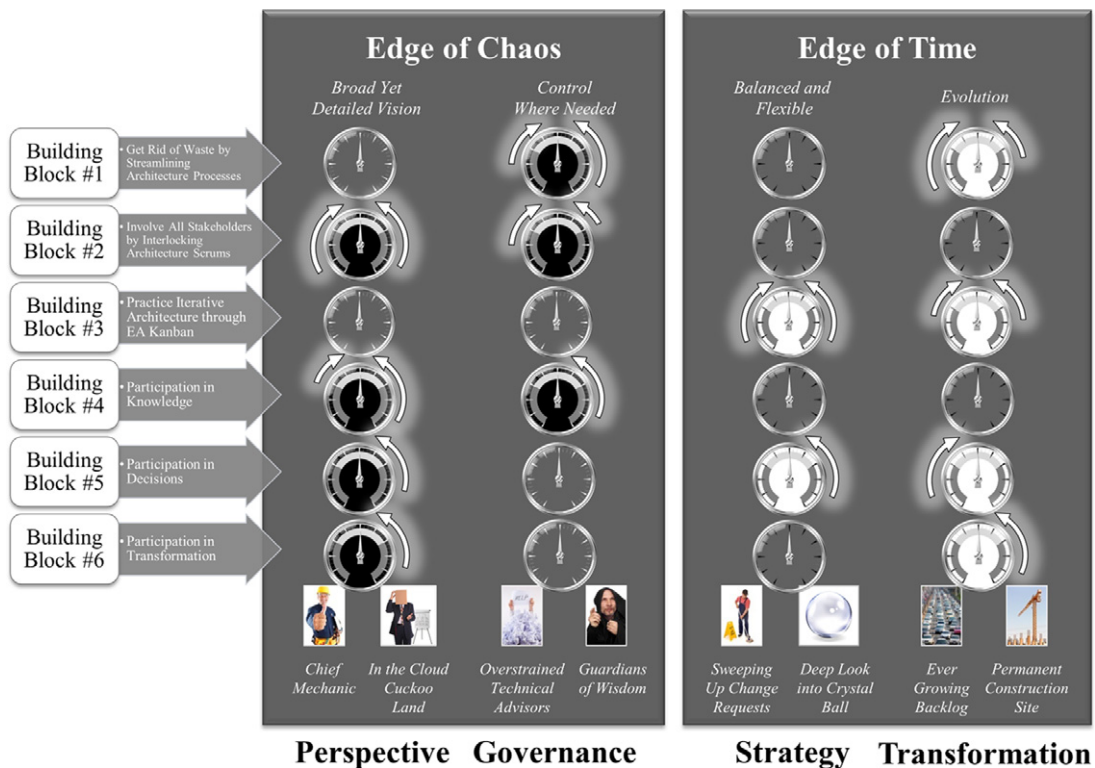 Edge of Chaos
Edge of Time
Broad Yet
Detailed Vision
Control
Where Needed
Balanced and
Flexible
Evolution
Building
Block #1
• Get Rid of Waste by
Streamlining
Architecture Processes
Building
Block #2
• Involve All Stakeholders
by Interlocking
Architecture Scrums
Building
Block #3
• Practice Iterative
Architecture through
EA Kanban
Building
Block #4
• Participation in
Knowledge
Building
Block #5
• Participation in
Decisions
Building
Block #6
• Participation in
Transformation
Chief
Mechanic
In the Cloud
Cuckoo
Land
Overstrained
Technical
Advisors
Guardians
of Wisdom
Sweeping
Up Change
Requests
Deep Look
into Crystal
Ball
Ever
Growing
Backlog
Permanent
Construction
Site
Perspective
Governance
Strategy
Transformation